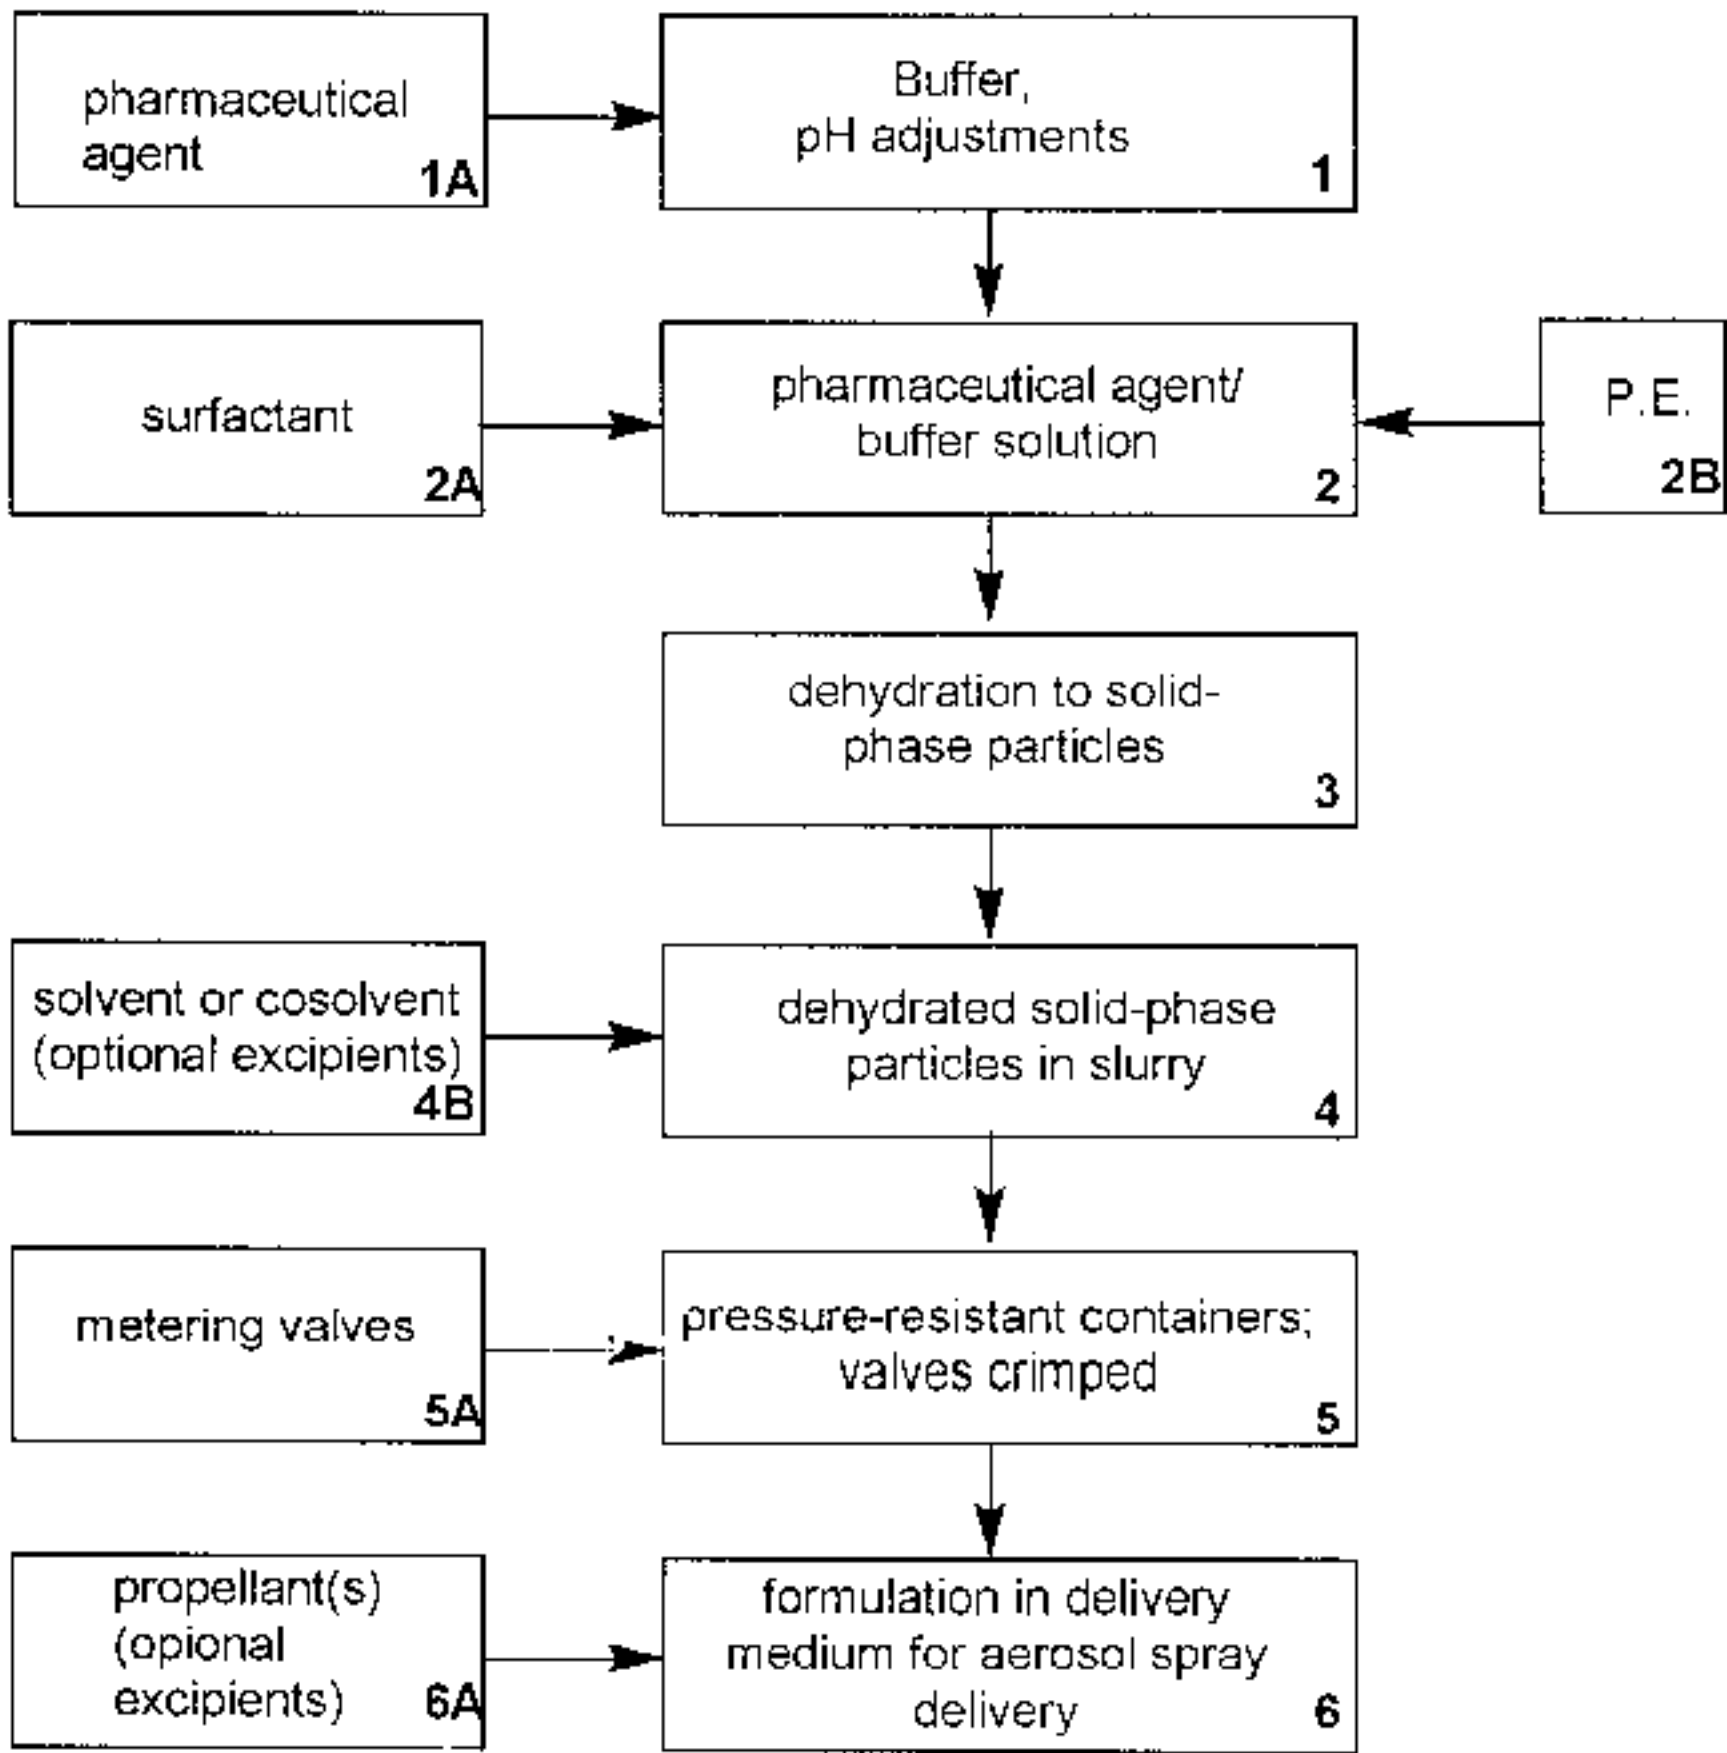 pharmaceutical
agent
1A
Buffer,
pH adjustments
1
surfactant
2A
pharmaceutical agent/
buffer solution
2
P.E.
2B
dehydration to solid-
phase particles
3
solvent or cosolvent
(optional excipients)
4B
dehydrated solid-phase
particles in slurry
4
metering valves
5A
pressure-resistant containers;
valves crimped
5
propellant(s)
(opional
excipients)
6A
formulation in delivery
medium for aerosol spray
delivery
6